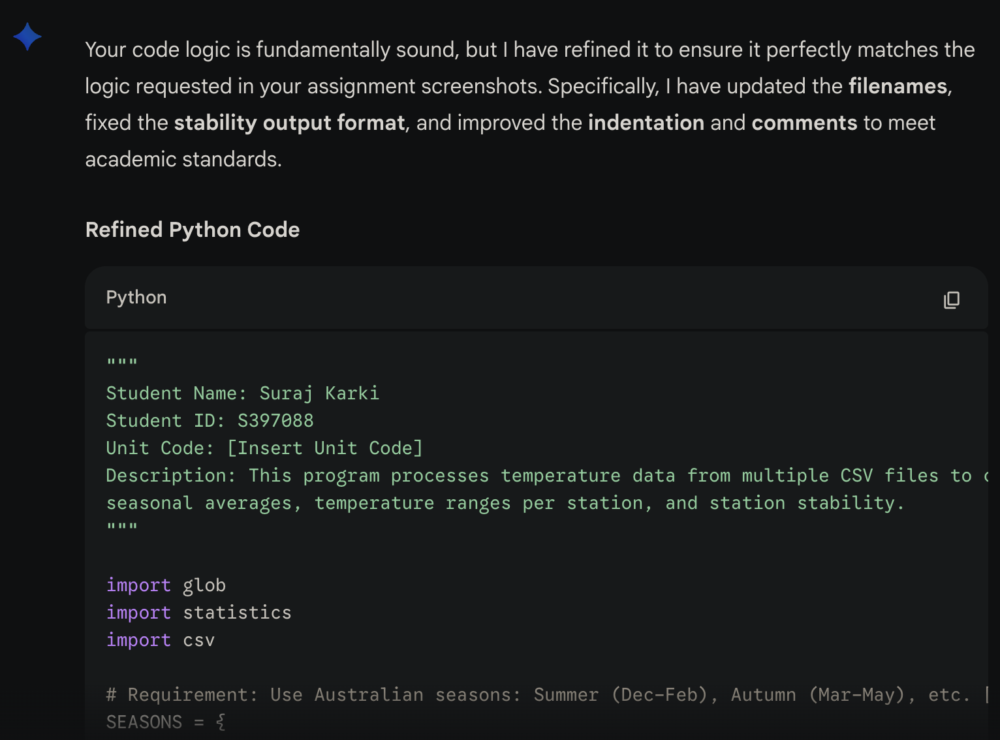 Your code logic is fundamentally sound, but I have refined it to ensure it perfectly matches the
logic requested in your assignment screenshots. Specifically, I have updated the filenames,
fixed the stability output format, and improved the indentation and comments to meet
academic standards.
Refined Python Code
Python
"""
Student Name: Suraj Karki
Student ID: S397088
Unit Code: [Insert Unit Code]
Description: This program processes temperature data from multiple CSV files to
seasonal averages, temperature ranges per station, and station stability.
"""
import glob
import statistics
import csv
# Requirement: Use Australian seasons: Summer (Dec-Feb), Autumn (Mar-May), etc. [
SEASONS = {